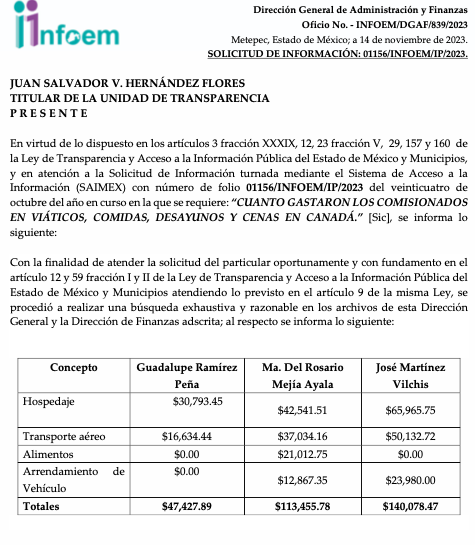 infoem
Dirección General de Administración y Finanzas
Oficio No. - INFOEM/DGAF/839/2023
Metepec, Estado de México; a 14 de noviembre de 2023.
SOLICITUD DE INFORMACIÓN: 01156/INFOEM/IP/2023.
JUAN SALVADOR V. HERNÁNDEZ FLORES
TITULAR DE LA UNIDAD DE TRANSPARENCIA
P R E S E N T E
En virtud de lo dispuesto en los artículos 3 fracción XXXIX, 12, 23 fracción V, 29, 157 y 160 de
la Ley de Transparencia y Acceso a la Información Pública del Estado de México y Municipios,
y en atención a la Solicitud de Información turnada mediante el Sistema de Acceso a la
Información (SAIMEX) con número de folio 01156/INFOEM/IP/2023 del veinticuatro de
octubre del año en curso en la que se requiere: “CUANTO GASTARON LOS COMISIONADOS
EN VIÁTICOS, COMIDAS, DESAYUNOS Y CENAS EN CANADÁ.” [Sic], se informa lo
siguiente:
Con la finalidad de atender la solicitud del particular oportunamente y con fundamento en el
artículo 12 y 59 fracción I y II de la Ley de Transparencia y Acceso a la Información Pública del
Estado de México y Municipios atendiendo lo previsto en el artículo 9 de la misma Ley, se
procedió a realizar una búsqueda exhaustiva y razonable en los archivos de esta Dirección
General y la Dirección de Finanzas adscrita; al respecto se informa lo siguiente:
Concepto Guadalupe Ramírez Peña Ma. Del Rosario Mejía Ayala José Martínez Vilchis
Hospedaje $30,793.45 $42,541.51 $65,965.75
Transporte aéreo $16,634.44 $37,034.16 $50,132.72
Alimentos $0.00 $21,012.75 $0.00
Arrendamiento de Vehículo $0.00 $12,867.35 $23,980.00
Totales $47,427.89 $113,455.78 $140,078.47